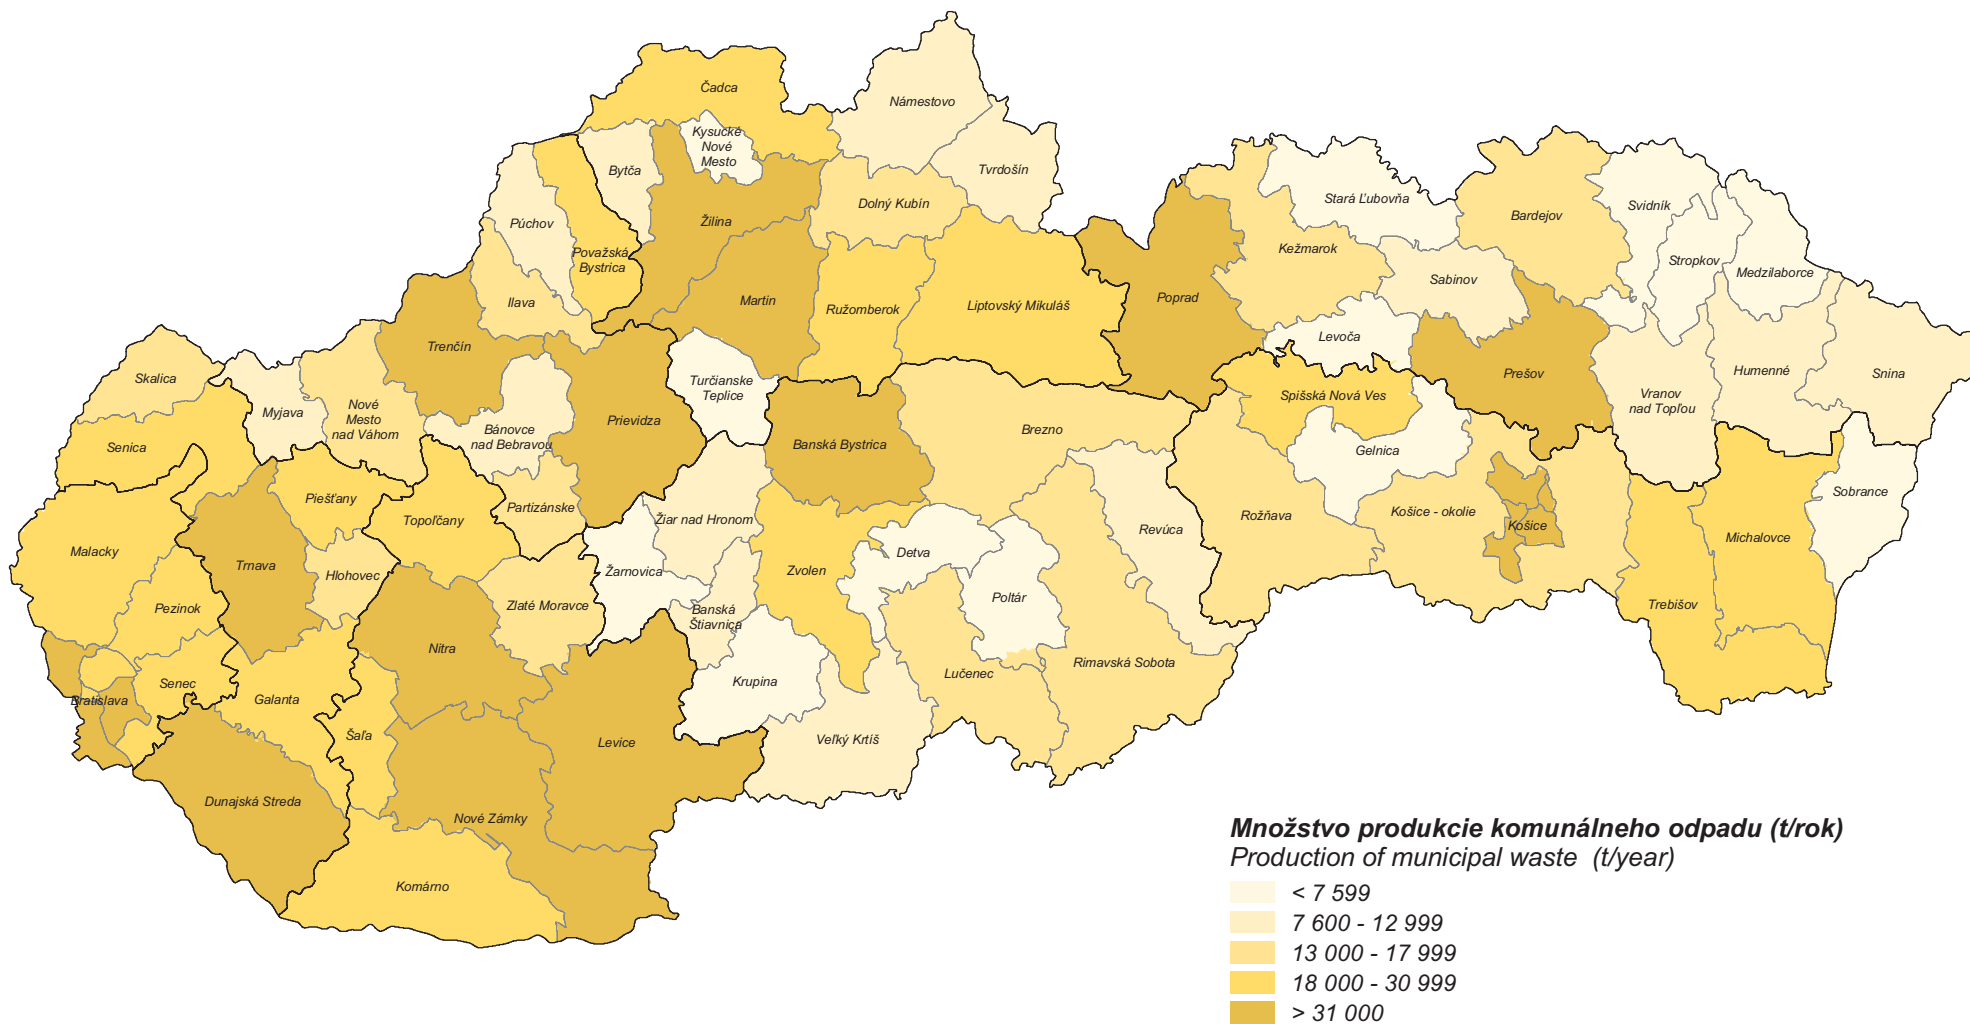 Čadca
Námestovo
Kysucké
Nové
Mesto
Bytča
Tvrdošín
Púchov
Žilina
Dolný Kubín
Stará Ľubovňa
Svidník
Bardejov
Považská
Bystrica
Kežmarok
Stropkov
Medzilaborce
Sabinov
Ilava
Martin
Ružomberok
Liptovský Mikuláš
Poprad
Levoča
Trenčín
Skalica
Turčianske
Teplice
Prešov
Humenné
Snina
Vranov
nad Topľou
Myjava
Nové
Mesto
nad Váhom
Bánovce
nad Bebravou
Prievidza
Spišská Nová Ves
Brezno
Banská Bystrica
Senica
Gelnica
Sobrance
Piešťany
Topoľčany
Partizánske
Žiar nad Hronom
Rožňava
Košice - okolie
Košice
Revúca
Michalovce
Malacky
Trnava
Hlohovec
Žarnovica
Detva
Zvolen
Poltár
Pezinok
Zlaté Moravce
Banská
Štiavnica
Trebišov
Nitra
Rimavská Sobota
Lučenec
Krupina
Senec
Bratislava
Galanta
Šaľa
Levice
Veľký Krtíš
Dunajská Streda
Nové Zámky
Komárno
Množstvo produkcie komunálneho odpadu (t/rok)
Production of municipal waste (t/year)
< 7 599
7 600 - 12 999
13 000 - 17 999
18 000 - 30 999
> 31 000